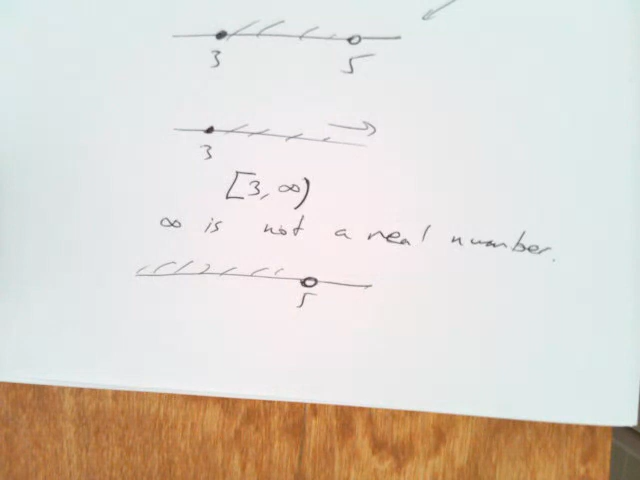 3 5
3
[3, ∞)
∞ is not a real number.
5